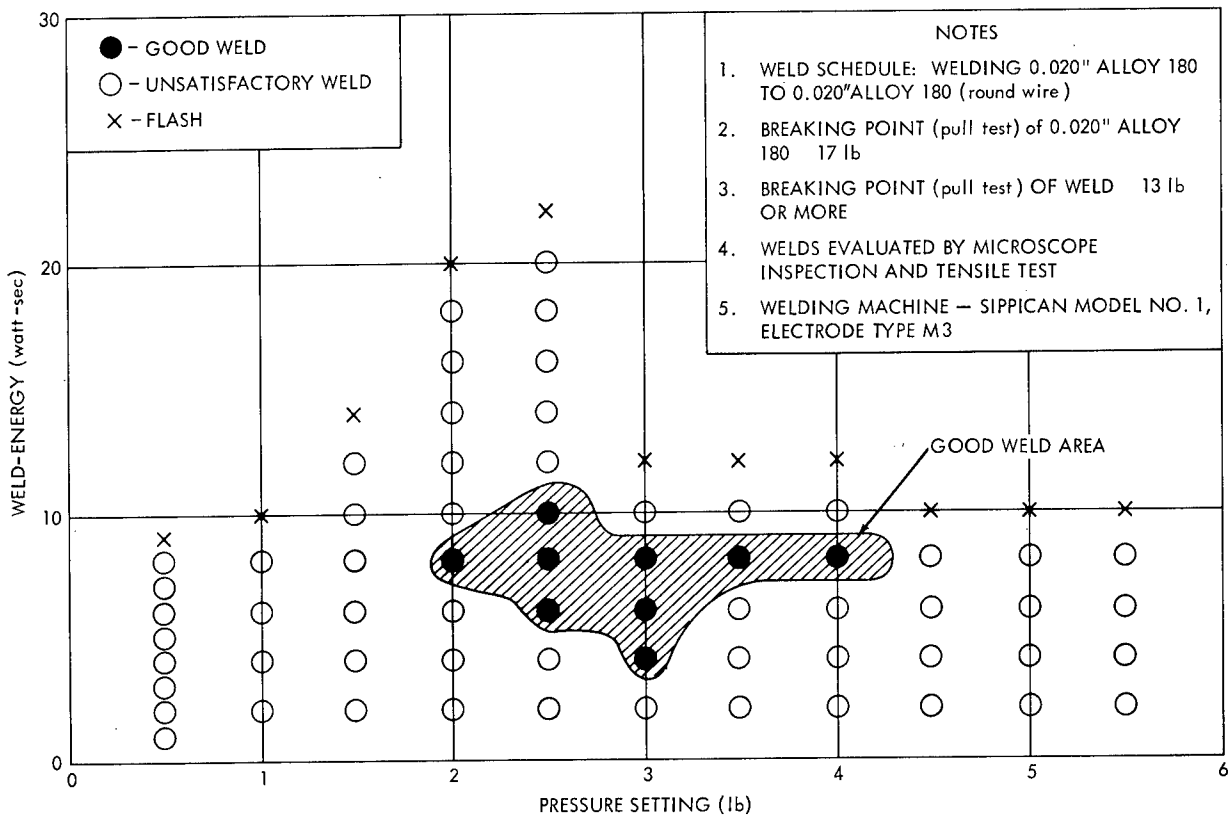 30
20
10
0
WELD-ENERGY (watt-sec)
● - GOOD WELD
○ - UNSATISFACTORY WELD
× - FLASH
NOTES
1. WELD SCHEDULE: WELDING 0.020" ALLOY 180
TO 0.020" ALLOY 180 (round wire)
2. BREAKING POINT (pull test) of 0.020" ALLOY
180 17 lb
3. BREAKING POINT (pull test) OF WELD 13 lb
OR MORE
4. WELDS EVALUATED BY MICROSCOPE
INSPECTION AND TENSILE TEST
5. WELDING MACHINE — SIPPICAN MODEL NO. 1,
ELECTRODE TYPE M3
GOOD WELD AREA
0 1 2 3 4 5 6
PRESSURE SETTING (lb)